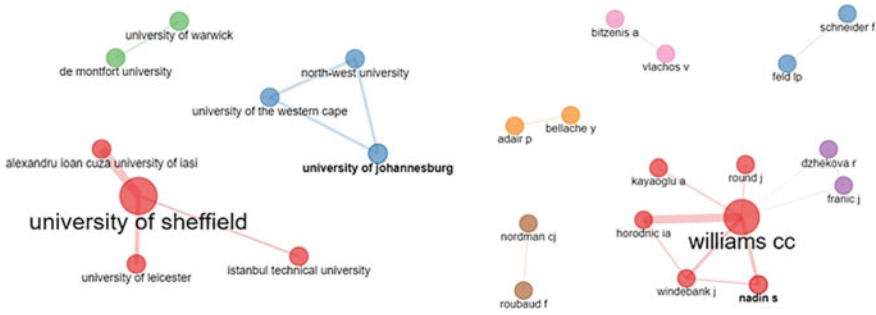 university of warwick
de montfort university
north-west university
university of the western cape
university of johannesburg
alexandru ioan cuza university of iasi
university of sheffield
university of leicester
istanbul technical university
bitzenis a
vlachos v
schneider f
feld lp
bellache y
adair p
dzhekova r
franic j
kayaoglu a
round j
horodnic ia
williams cc
windebank j
nadin s
nordman cj
roubaud f